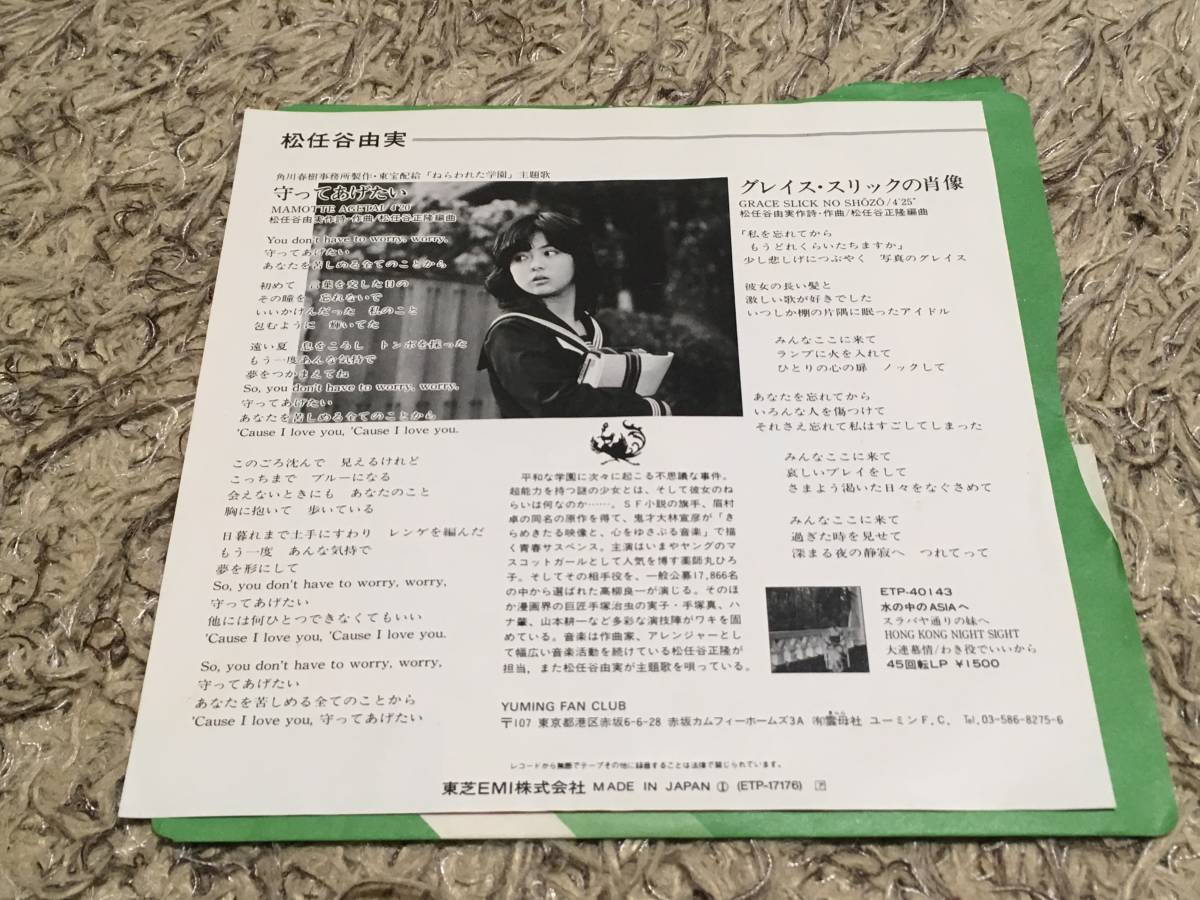 松任谷由実
角川春樹事務所製作・東宝配給「ねらわれた学園」主題歌
守ってあげたい
MAMOTTE AGETAI/4'20"
松任谷由実作詩・作曲/松任谷正隆編曲
You don't have to worry, worry,
守ってあげたい
あなたを苦しめる全てのことから
初めて 言葉を交した日の
その瞳を 忘れないで
いいかげんだった 私のこと
包むように 輝いてた
遠い夏 息をころし トンボを採った
もう一度あんな気持で
夢をつかまえてね
So, you don't have to worry, worry,
守ってあげたい
あなたを苦しめる全てのことから
'Cause I love you, 'Cause I love you.
このごろ沈んで 見えるけれど
こっちまで ブルーになる
会えないときにも あなたのこと
胸に抱いて 歩いている
日暮れまで土手にすわり レンゲを編んだ
もう一度 あんな気持で
夢を形にして
So, you don't have to worry, worry,
守ってあげたい
他には何ひとつできなくてもいい
'Cause I love you, 'Cause I love you.
So, you don't have to worry, worry,
守ってあげたい
あなたを苦しめる全てのことから
'Cause I love you, 守ってあげたい
平和な学園に次々に起こる不思議な事件。
超能力を持つ謎の少女とは、そして彼女のね
らいは何なのか……。SF小説の旗手、眉村
卓の同名の原作を得て、鬼才大林宣彦が「き
らめきたる映像と、心をゆさぶる音楽」で描
く青春サスペンス。主演はいまやヤングのマ
スコットガールとして人気を博す薬師丸ひろ
子。そしてその相手役を、一般公募17,866名
の中から選ばれた高柳良一が演じる。そのほ
か漫画界の巨匠手塚治虫の実子・手塚真、ハ
ナ肇、山本耕一など多彩な演技陣がワキを固
めている。音楽は作曲家、アレンジャーとし
て幅広い音楽活動を続けている松任谷正隆が
担当、また松任谷由実が主題歌を唄っている。
グレイス・スリックの肖像
GRACE SLICK NO SHŌZŌ/4'25"
松任谷由実作詩・作曲/松任谷正隆編曲
「私を忘れてから
もうどれくらいたちますか」
少し悲しげにつぶやく 写真のグレイス
彼女の長い髪と
激しい歌が好きでした
いつしか棚の片隅に眠ったアイドル
みんなここに来て
ランプに火を入れて
ひとりの心の扉 ノックして
あなたを忘れてから
いろんな人を傷つけて
それさえ忘れて私はすごしてしまった
みんなここに来て
哀しいプレイをして
さまよう渇いた日々をなぐさめて
みんなここに来て
過ぎた時を見せて
深まる夜の静寂へ つれてって
ETP-40143
水の中のASIAへ
スラバヤ通りの妹へ
HONG KONG NIGHT SIGHT
大連慕情/わき役でいいから
45回転LP ¥1500
YUMING FAN CLUB
〒107 東京都港区赤坂6-6-28 赤坂カムフィーホームズ3A ㈲雲母社 ユーミンF.C. Tel.03-586-8275-6
レコードから無断でテープその他に録音することは法律で禁じられています。
東芝EMI株式会社 MADE IN JAPAN Ⓘ (ETP-17176)